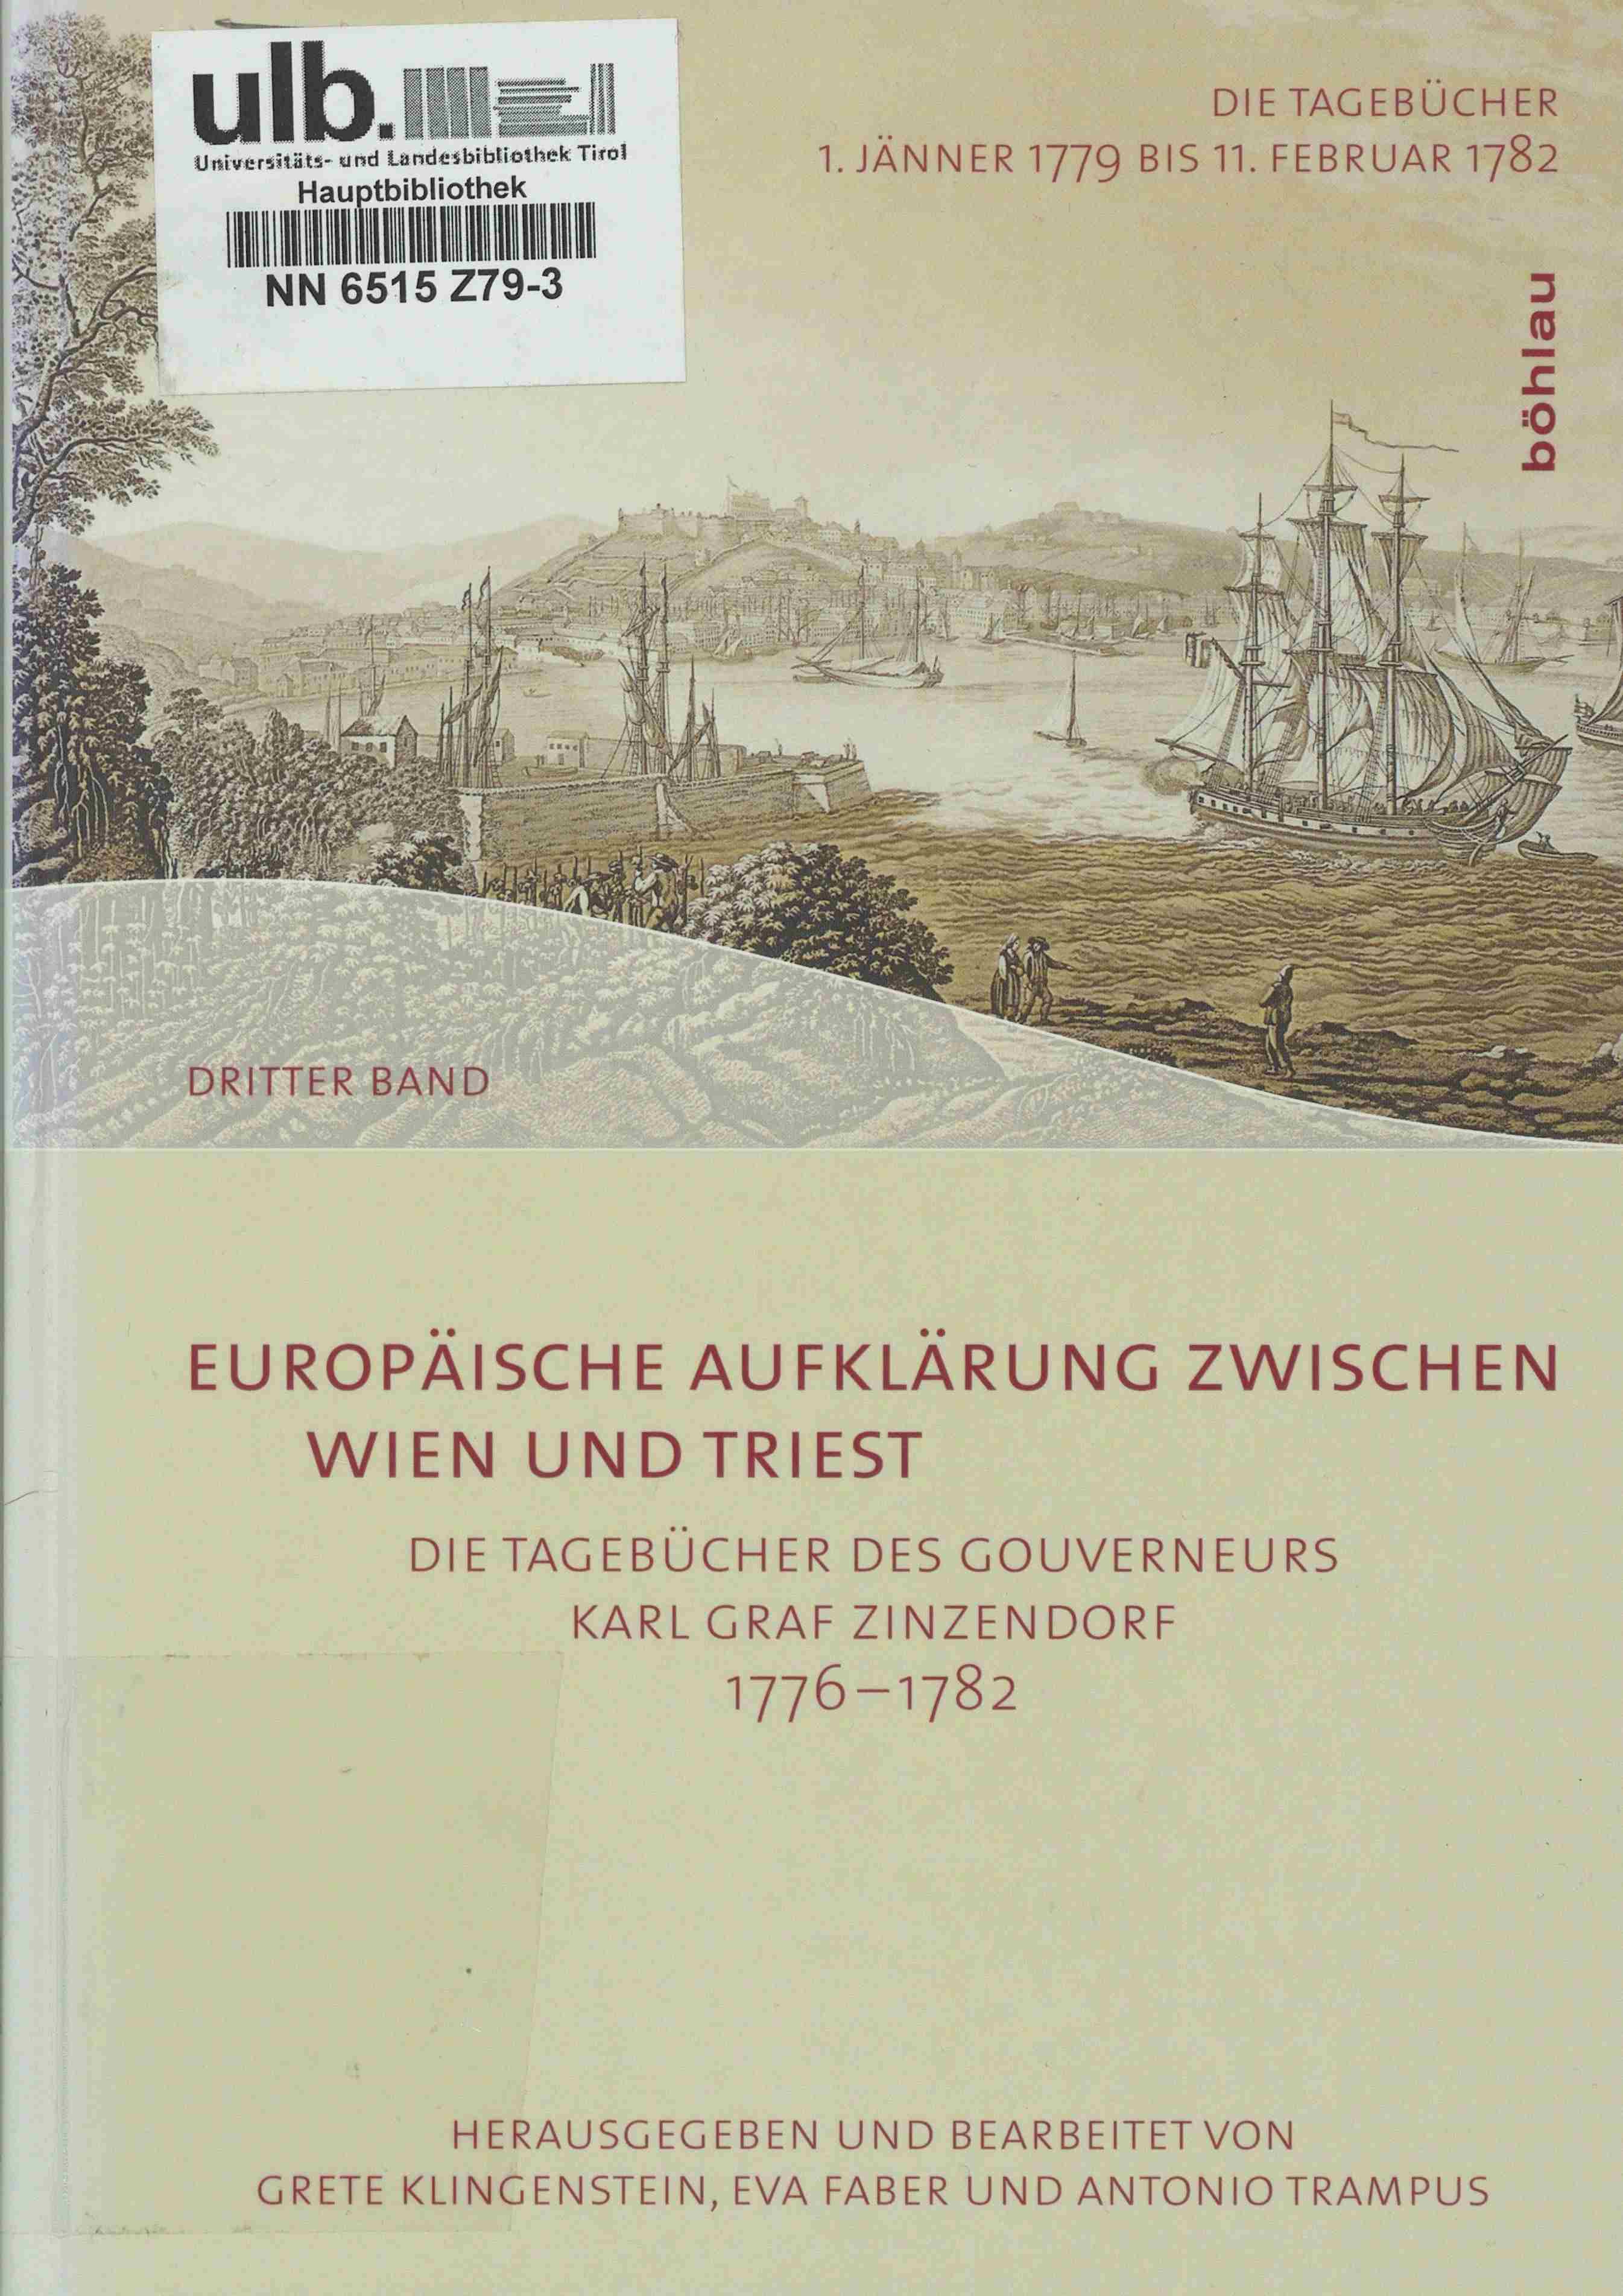 ulb.
Universitäts- und Landesbibliothek Tirol
Hauptbibliothek
NN 6515 Z79-3
DIE TAGEBÜCHER
1. JÄNNER 1779 BIS 11. FEBRUAR 1782
böhlau
DRITTER BAND
EUROPÄISCHE AUFKLÄRUNG ZWISCHEN
WIEN UND TRIEST
DIE TAGEBÜCHER DES GOUVERNEURS
KARL GRAF ZINZENDORF
1776–1782
HERAUSGEGEBEN UND BEARBEITET VON
GRETE KLINGENSTEIN, EVA FABER UND ANTONIO TRAMPUS